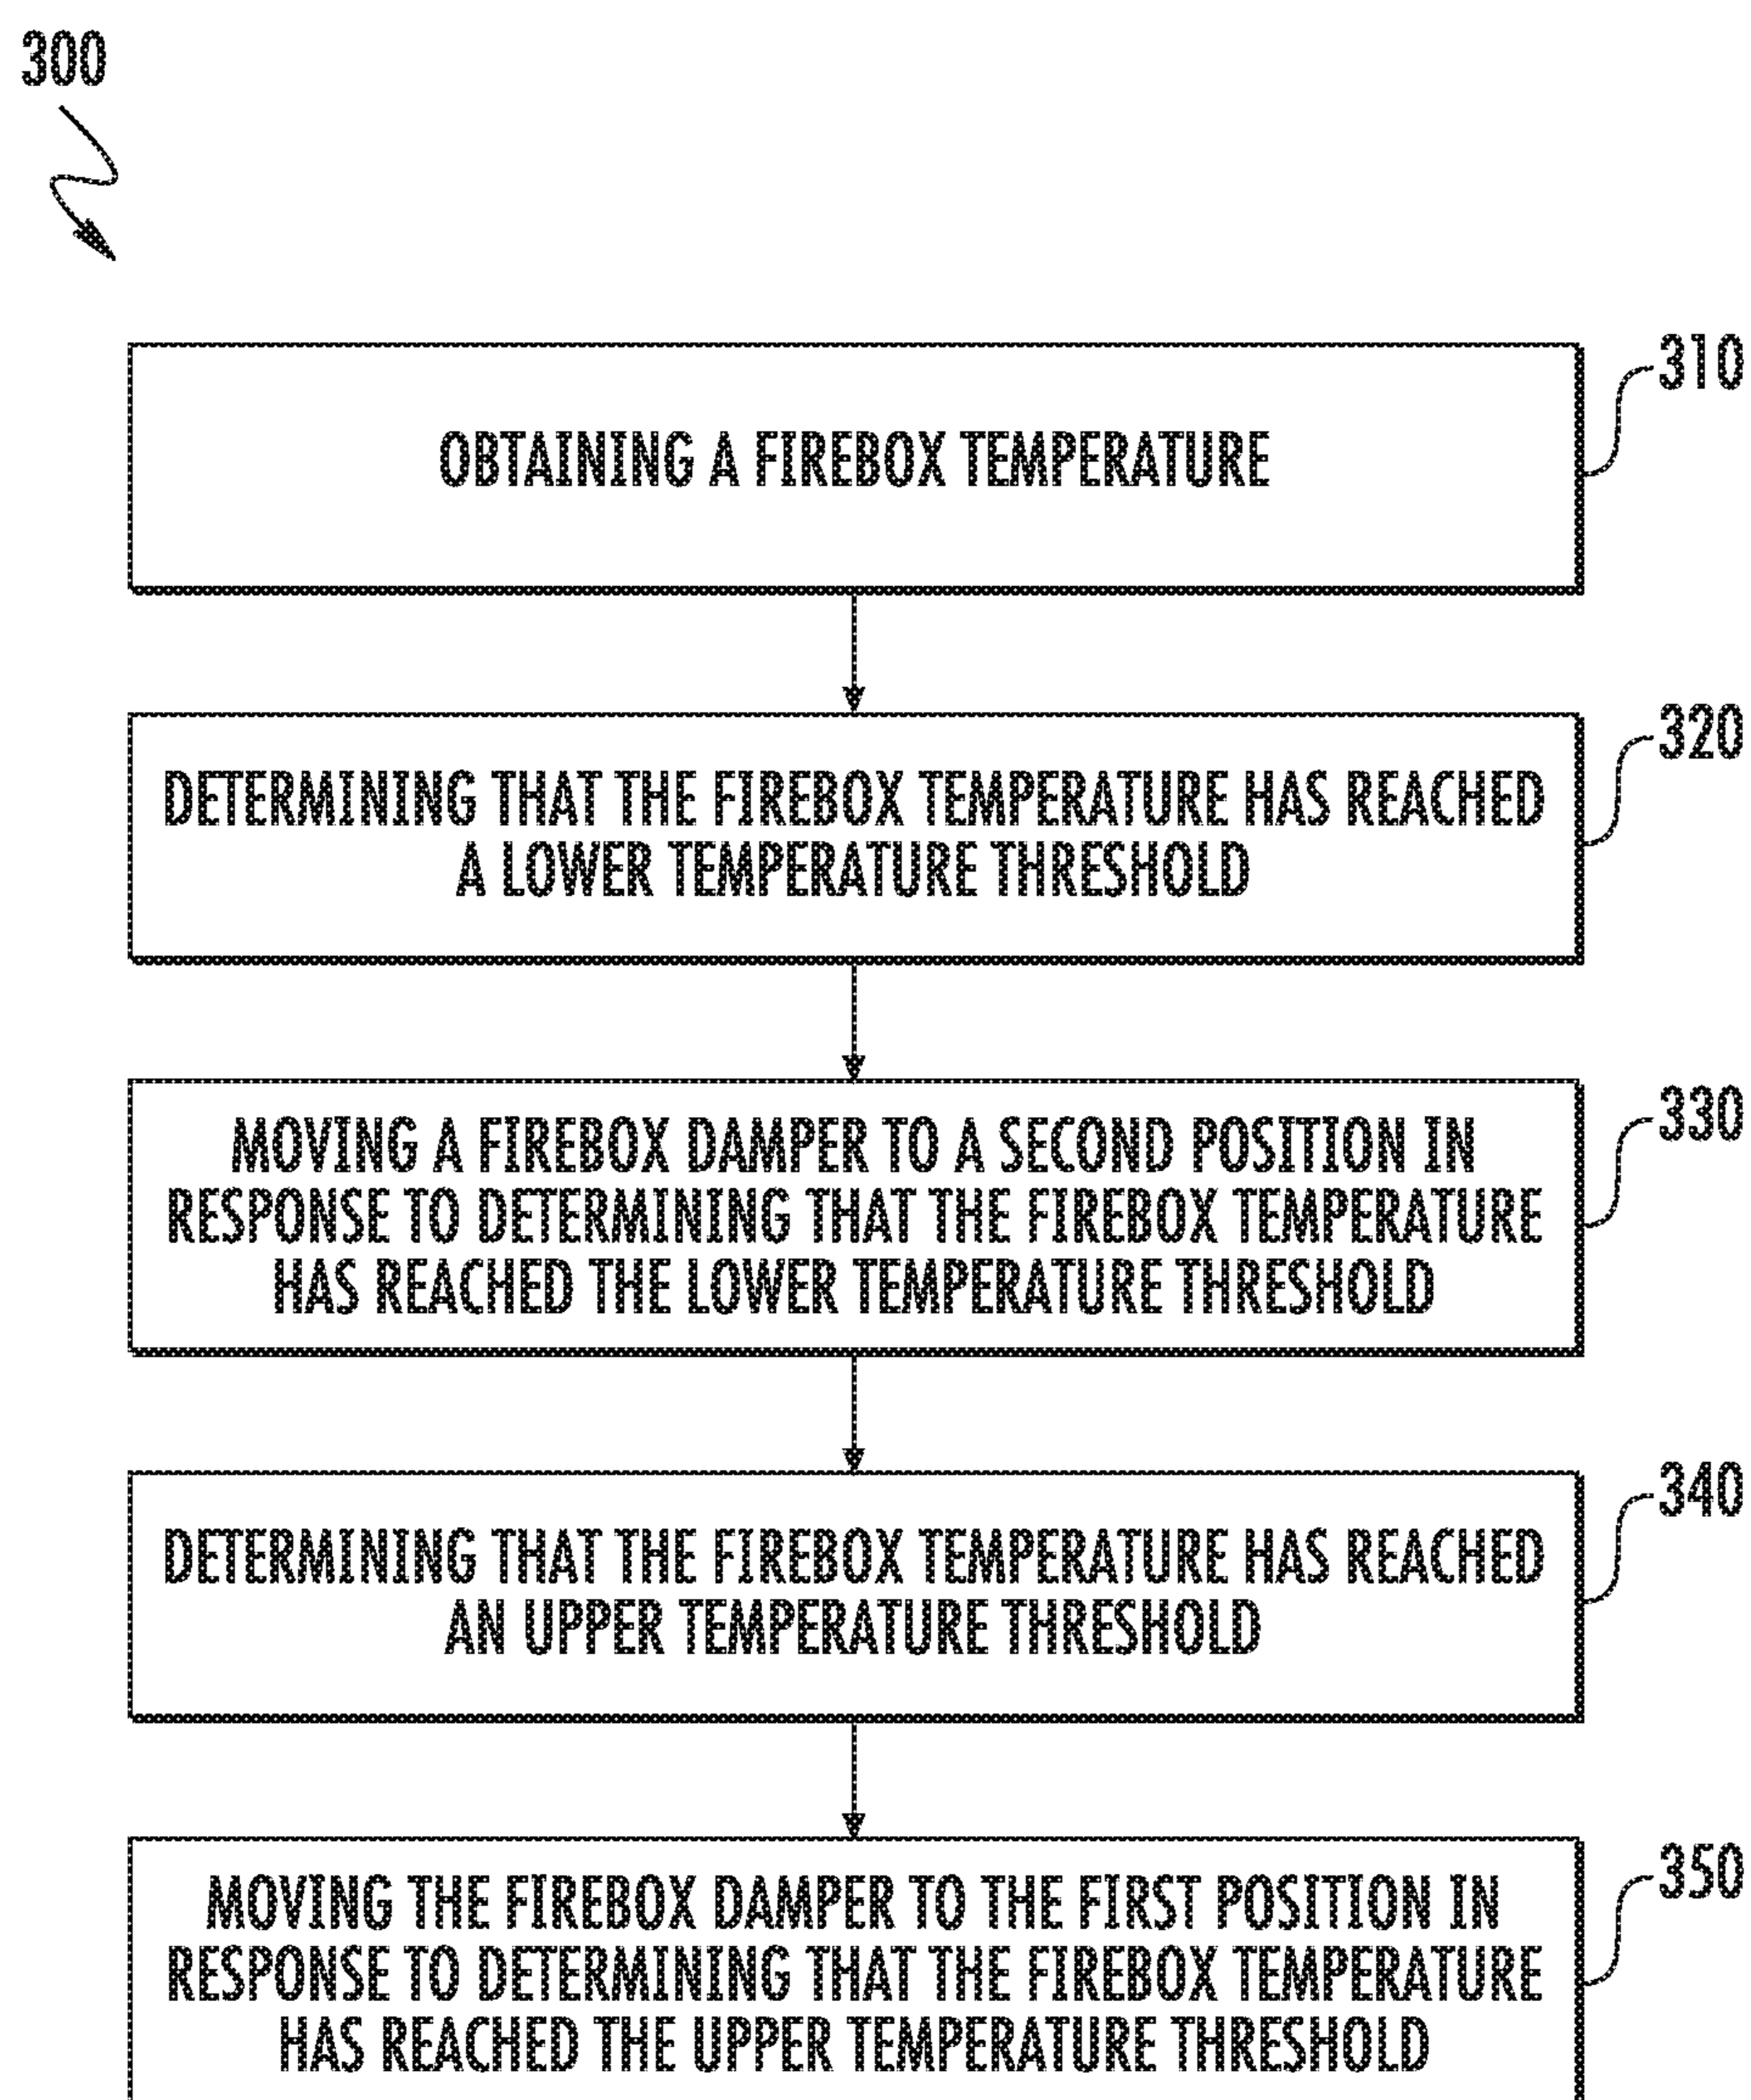 300
310
OBTAINING A FIREBOX TEMPERATURE
320
DETERMINING THAT THE FIREBOX TEMPERATURE HAS REACHED
A LOWER TEMPERATURE THRESHOLD
330
MOVING A FIREBOX DAMPER TO A SECOND POSITION IN
RESPONSE TO DETERMINING THAT THE FIREBOX TEMPERATURE
HAS REACHED THE LOWER TEMPERATURE THRESHOLD
340
DETERMINING THAT THE FIREBOX TEMPERATURE HAS REACHED
AN UPPER TEMPERATURE THRESHOLD
350
MOVING THE FIREBOX DAMPER TO THE FIRST POSITION IN
RESPONSE TO DETERMINING THAT THE FIREBOX TEMPERATURE
HAS REACHED THE UPPER TEMPERATURE THRESHOLD